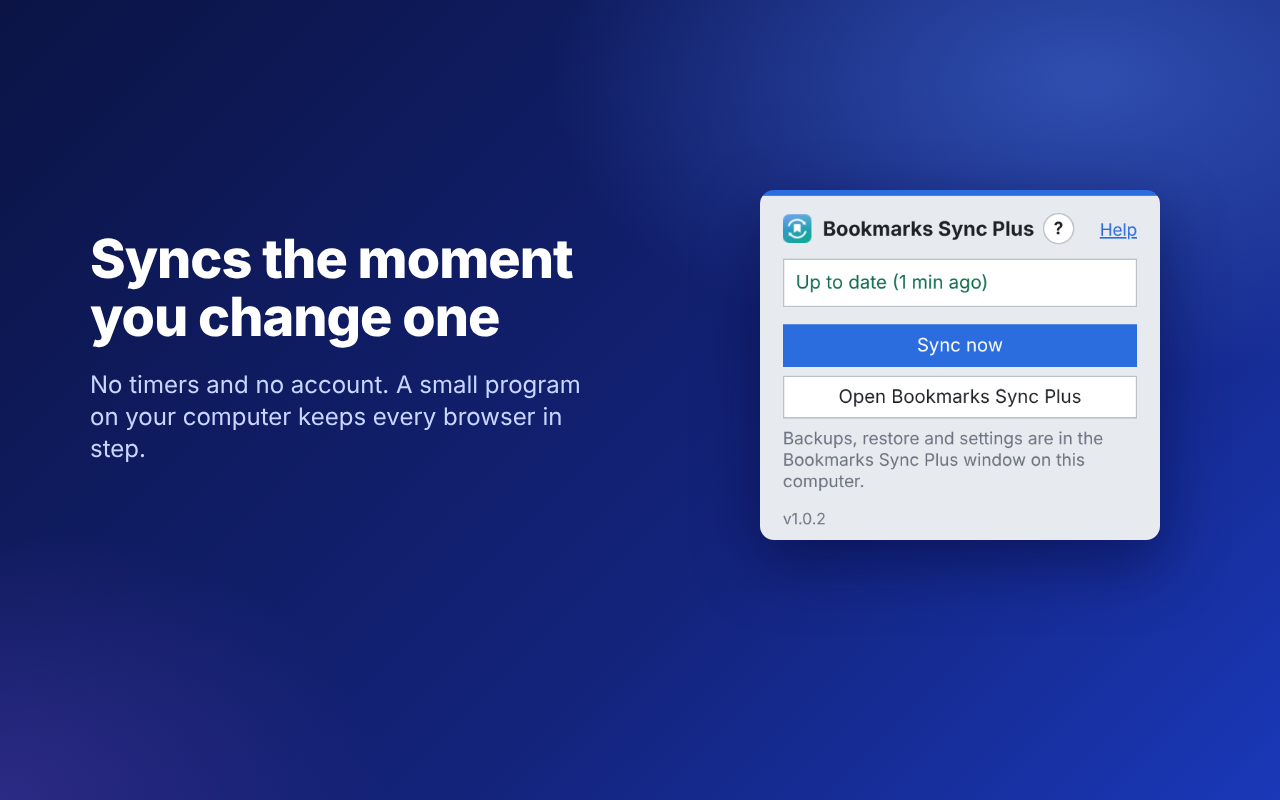 Syncs the moment
you change one
No timers and no account. A small program
on your computer keeps every browser in
step.
Bookmarks Sync Plus ? Help
Up to date (1 min ago)
Sync now
Open Bookmarks Sync Plus
Backups, restore and settings are in the
Bookmarks Sync Plus window on this
computer.
v1.0.2